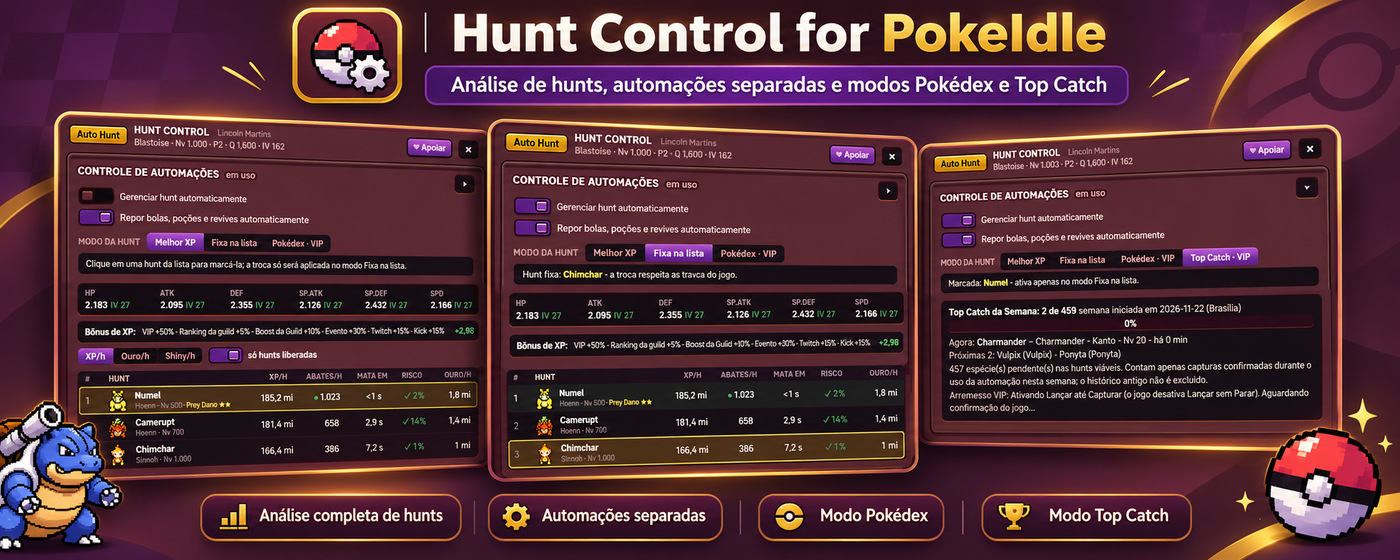 Hunt Control for PokeIdle
Análise de hunts, automações separadas e modos Pokédex e Top Catch
Auto Hunt
HUNT CONTROL Lincoln Martins
Blastoise · Nv 1.000 · P2 · Q 1,600 · IV 162
♥ Apoiar
×
CONTROLE DE AUTOMAÇÕES em uso
Gerenciar hunt automaticamente
Repor bolas, poções e revives automaticamente
MODO DA HUNT Melhor XP Fixa na lista Pokédex · VIP
Clique em uma hunt da lista para marcá-la; a troca só será aplicada no modo Fixa na lista.
HP ATK DEF SP.ATK SP.DEF SPD
2.183 IV 27 2.095 IV 27 2.355 IV 27 2.126 IV 27 2.432 IV 27 2.166 IV 27
Bônus de XP: VIP +50% · Ranking da guild +5% · Boost da Guild +10% · Evento +30% · Twitch +15% · Kick +15% +2,98
XP/h Ouro/h Shiny/h só hunts liberadas
# HUNT XP/H ABATES/H MATA EM RISCO OURO/H
1 Numel 185,2 mi 1.023 <1 s ✓ 2% 1,8 mi
Hoenn · Nv 500 · Prey Dano ★★
Camerupt 181,4 mi 658 2,9 s ✓ 14% 1,4 mi
Hoenn · Nv 700
Chimchar 166,4 mi 386 7,2 s ✓ 1% 1 mi
Sinnoh · Nv 1.000
Auto Hunt
HUNT CONTROL Lincoln Martins
Blastoise · Nv 1.000 · P2 · Q 1,600 · IV 162
♥ Apoiar
×
CONTROLE DE AUTOMAÇÕES em uso
Gerenciar hunt automaticamente
Repor bolas, poções e revives automaticamente
MODO DA HUNT Melhor XP Fixa na lista Pokédex · VIP
Hunt fixa: Chimchar - a troca respeita as travca do jogo.
HP ATK DEF SP.ATK SP.DEF SPD
2.183 IV 27 2.095 IV 27 2.355 IV 27 2.126 IV 27 2.432 IV 27 2.166 IV 27
Bônus de XP: VIP +50% · Ranking da guild +5% · Boost da Guild +10% · Evento +30% · Twitch +15% · Kick +15% +2,98
# HUNT XP/H ABATES/H MATA EM RISCO OURO/H
1 Numel 185,2 mi 1.023 <1 s ✓ 2% 1,8 mi
Hoenn · Nv 500 · Prey Dano ★★
2 Camerupt 181,4 mi 658 2,9 s ✓ 14% 1,4 mi
Hoenn · Nv 700
3 Chimchar 166,4 mi 386 7,2 s ✓ 1% 1 mi
Sinnoh · Nv 1.000
Auto Hunt
HUNT CONTROL Lincoln Martins
Blastoise · Nv 1.003 · P2 · Q 1,600 · IV 162
♥ Apoiar
×
CONTROLE DE AUTOMAÇÕES em uso
Gerenciar hunt automaticamente
Repor bolas, poções e revives automaticamente
MODO DA HUNT Melhor XP Fixa na lista Pokédex · VIP Top Catch · VIP
Marcada: Numel - ativa apenas no modo Fixa na lista.
Top Catch da Semana: 2 de 459 semana iniciada em 2026-11-22 (Brasília)
0%
Agora: Charmander – Charmander - Kanto - Nv 20 - há 0 min
Próximas 2: Vulpix (Vulpix) - Ponyta (Ponyta)
457 espécie(s) pendente(s) nas hunts viáveis. Contam apenas capturas confirmadas durante o
uso da automação nesta semana; o histórico antigo não é excluído.
Arremesso VIP: Ativando Lançar até Capturar (o jogo desativa Lançar sem Parar). Aguardando
confirmação do jogo...
Análise completa de hunts
Automações separadas
Modo Pokédex
Modo Top Catch